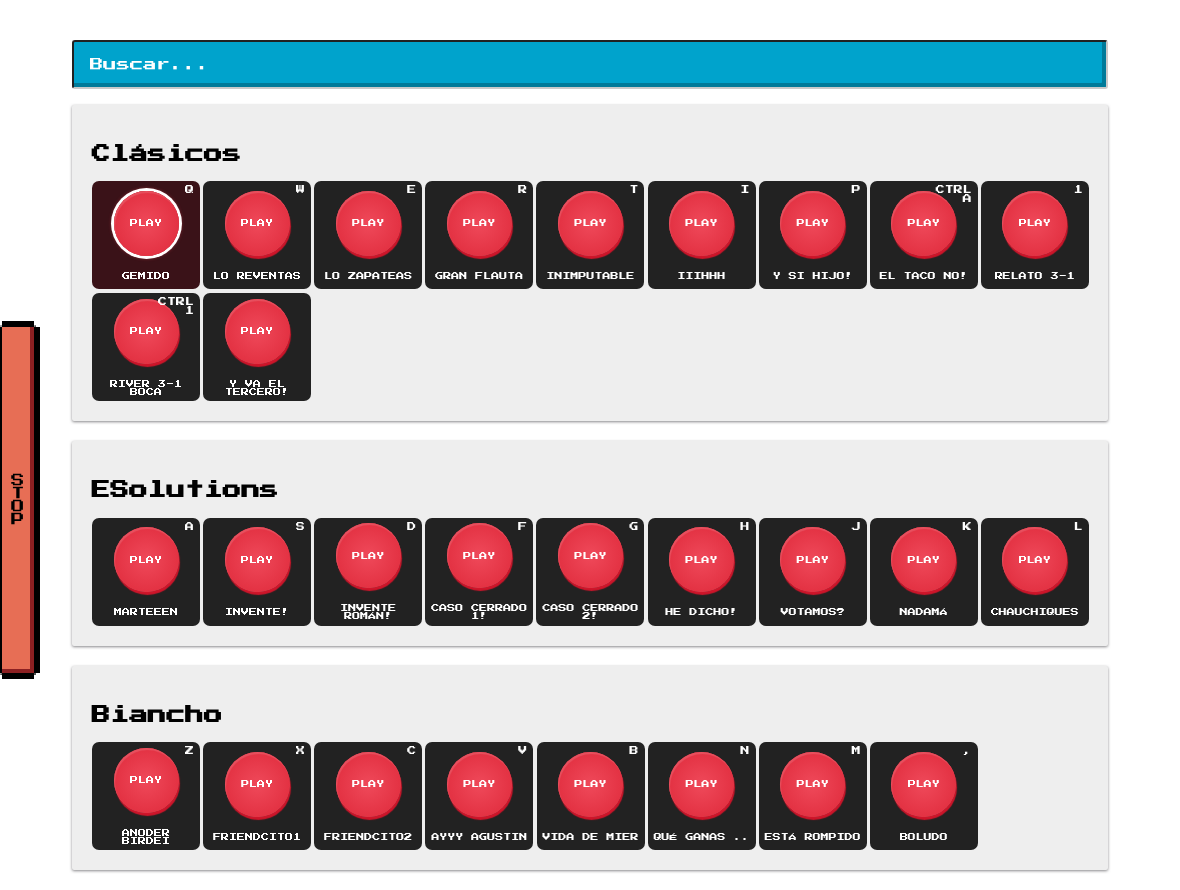 Buscar...
Clásicos
Q
PLAY
GEMIDO
W
PLAY
LO REVENTAS
E
PLAY
LO ZAPATEAS
R
PLAY
GRAN FLAUTA
T
PLAY
INIMPUTABLE
I
PLAY
IIIHHH
P
PLAY
Y SI HIJO!
CTRL
A
PLAY
EL TACO NO!
1
PLAY
RELATO 3-1
CTRL
1
PLAY
RIVER 3-1
BOCA
PLAY
Y VA EL
TERCERO!
STOP
ESolutions
A
PLAY
MARTEEEN
S
PLAY
INVENTE!
D
PLAY
INVENTE
ROMÁN!
F
PLAY
CASO CERRADO
1!
G
PLAY
CASO CERRADO
2!
H
PLAY
HE DICHO!
J
PLAY
VOTAMOS?
K
PLAY
NADAMá
L
PLAY
CHAUCHIQUES
Biancho
Z
PLAY
ANODER
BIRDEI
X
PLAY
FRIENDCITO1
C
PLAY
FRIENDCITO2
V
PLAY
AYYY AGUSTIN
B
PLAY
VIDA DE MIER
N
PLAY
QUé GANAS ..
M
PLAY
ESTá ROMPIDO
,
PLAY
BOLUDO